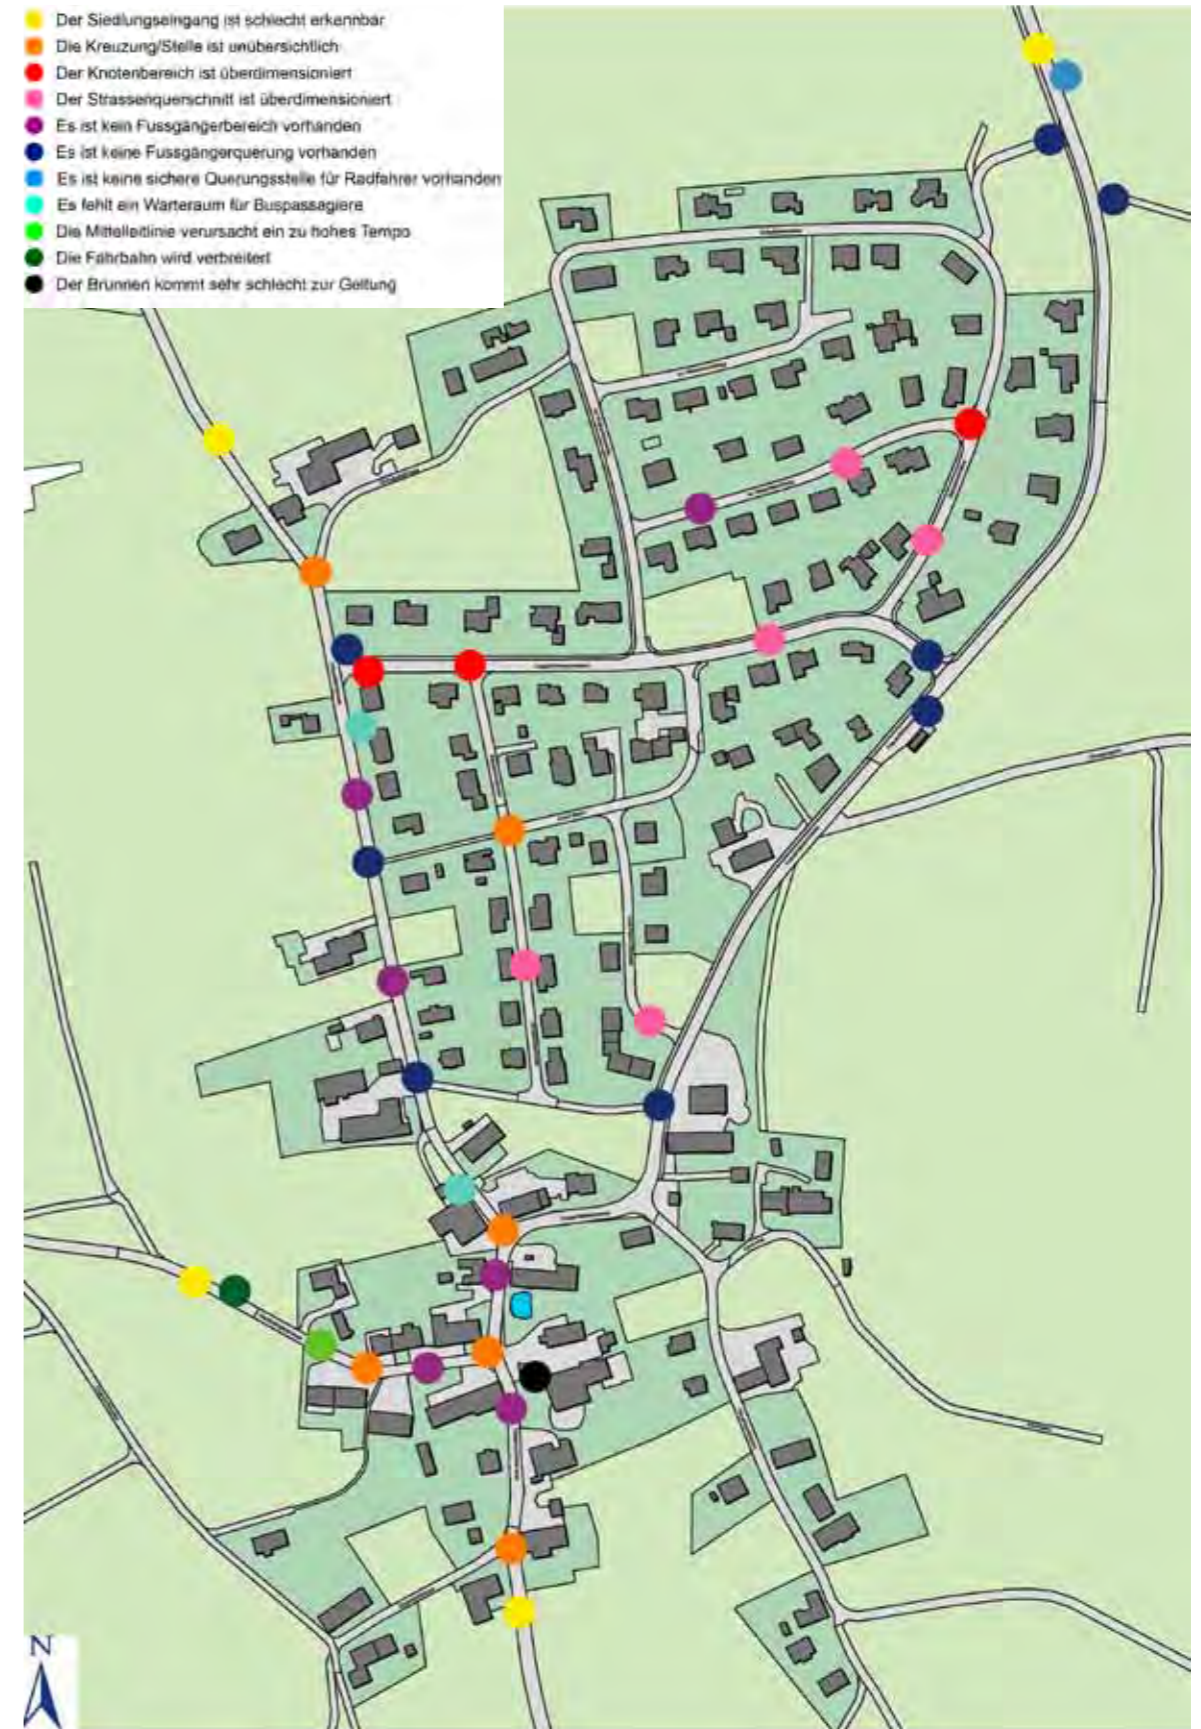 Der Siedlungseingang ist schlecht erkennbar
Die Kreuzung/Stelle ist unübersichtlich
Der Knotenbereich ist überdimensioniert
Der Strassenquerschnitt ist überdimensioniert
Es ist kein Fussgängerbereich vorhanden
Es ist keine Fussgängerquerung vorhanden
Es ist keine sichere Querungsstelle für Radfahrer vorhanden
Es fehlt ein Warteraum für Buspassagiere
Die Mittelleitlinie verursacht ein zu hohes Tempo
Die Fahrbahn wird verbreitert
Der Brunnen kommt sehr schlecht zur Geltung
N